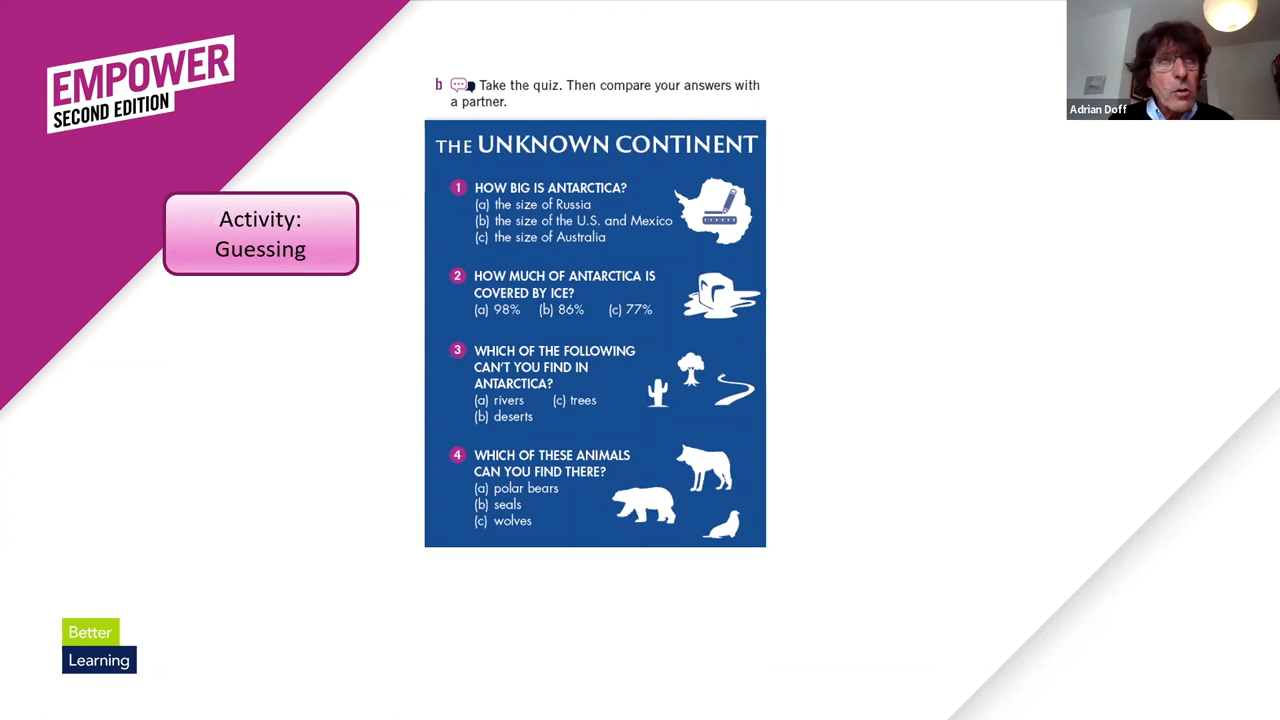 EMPOWER
SECOND EDITION
Activity:
Guessing
b Take the quiz. Then compare your answers with
a partner.
THE UNKNOWN CONTINENT
1 HOW BIG IS ANTARCTICA?
(a) the size of Russia
(b) the size of the U.S. and Mexico
(c) the size of Australia
2 HOW MUCH OF ANTARCTICA IS
COVERED BY ICE?
(a) 98% (b) 86% (c) 77%
3 WHICH OF THE FOLLOWING
CAN'T YOU FIND IN
ANTARCTICA?
(a) rivers (c) trees
(b) deserts
4 WHICH OF THESE ANIMALS
CAN YOU FIND THERE?
(a) polar bears
(b) seals
(c) wolves
Adrian Doff
Better
Learning